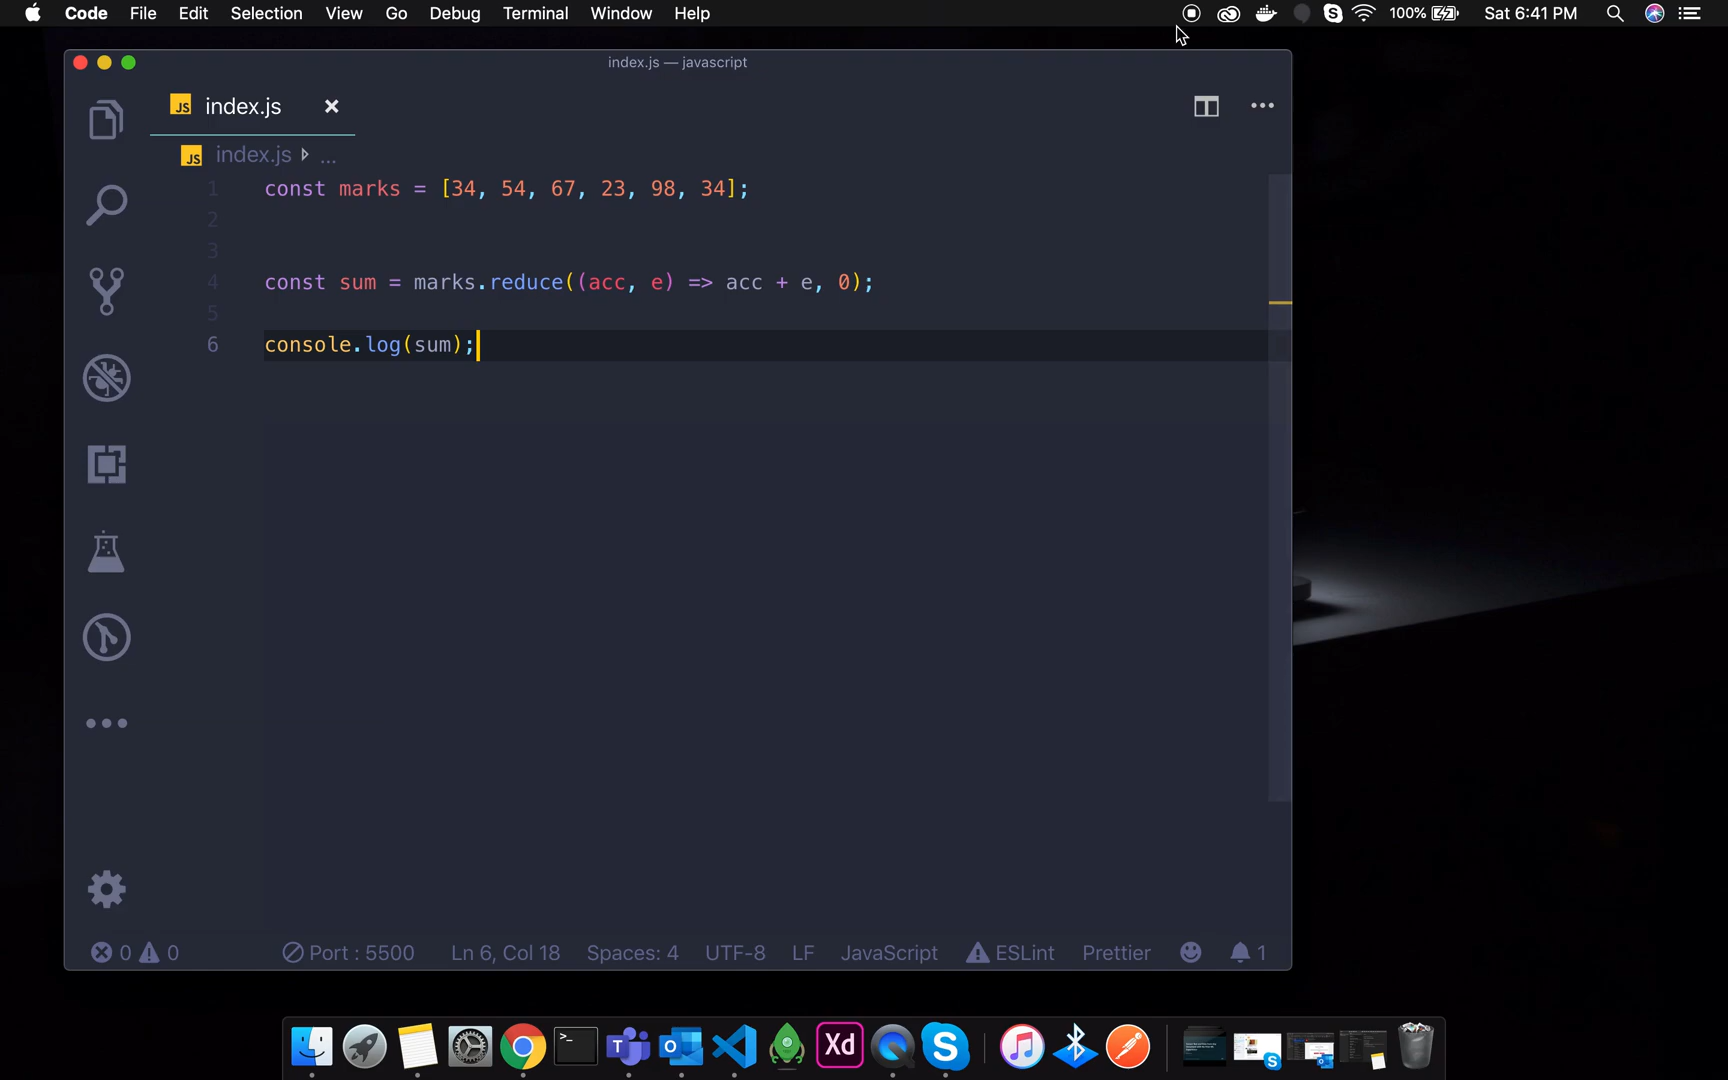 Code File Edit Selection View Go Debug Terminal Window Help 100% Sat 6:41 PM
index.js — javascript
JS index.js
JS index.js ...
1 const marks = [34, 54, 67, 23, 98, 34];
2
3
4 const sum = marks.reduce((acc, e) => acc + e, 0);
5
6 console.log(sum);
0 0 Port : 5500 Ln 6, Col 18 Spaces: 4 UTF-8 LF JavaScript ESLint Prettier 1
>_ T O Xd S S